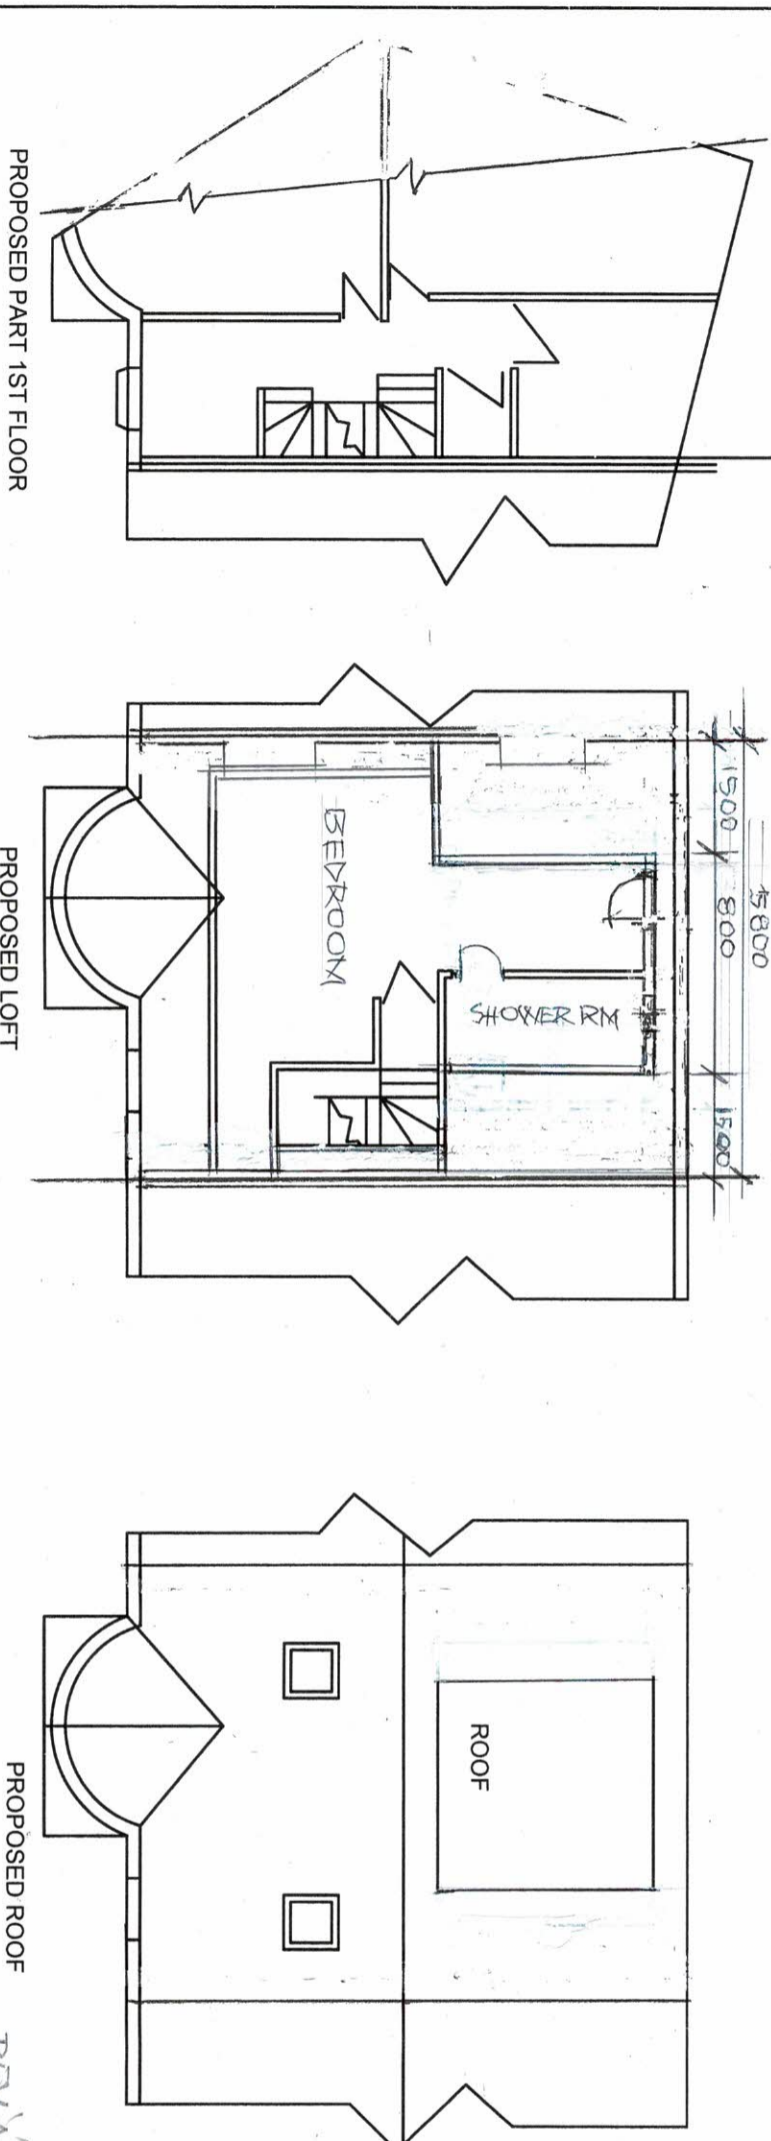 PROPOSED PART 1ST FLOOR
5800
1500 800 1500
BEDROOM
SHOWER RM
PROPOSED LOFT
ROOF
PROPOSED ROOF